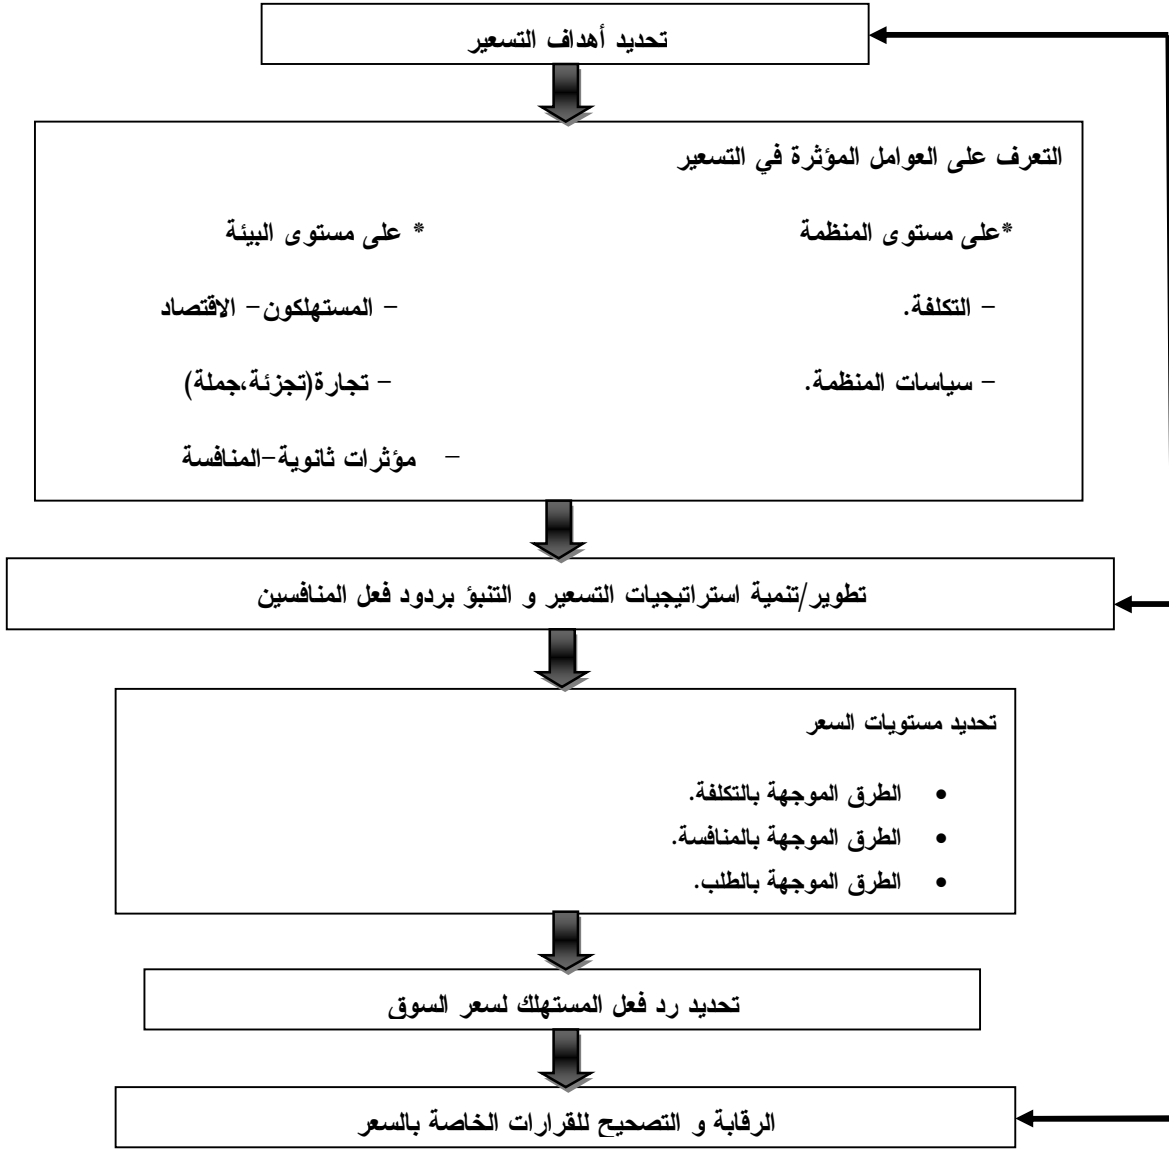 تحديد أهداف التسعير
التعرف على العوامل المؤثرة في التسعير
*على مستوى المنظمة
* على مستوى البيئة
- التكلفة.
- المستهلكون- الاقتصاد
- سياسات المنظمة.
- تجارة(تجزئة،جملة)
- مؤثرات ثانوية-المنافسة
تطوير/تنمية استراتيجيات التسعير و التنبؤ بردود فعل المنافسين
تحديد مستويات السعر
• الطرق الموجهة بالتكلفة.
• الطرق الموجهة بالمنافسة.
• الطرق الموجهة بالطلب.
تحديد رد فعل المستهلك لسعر السوق
الرقابة و التصحيح للقرارات الخاصة بالسعر